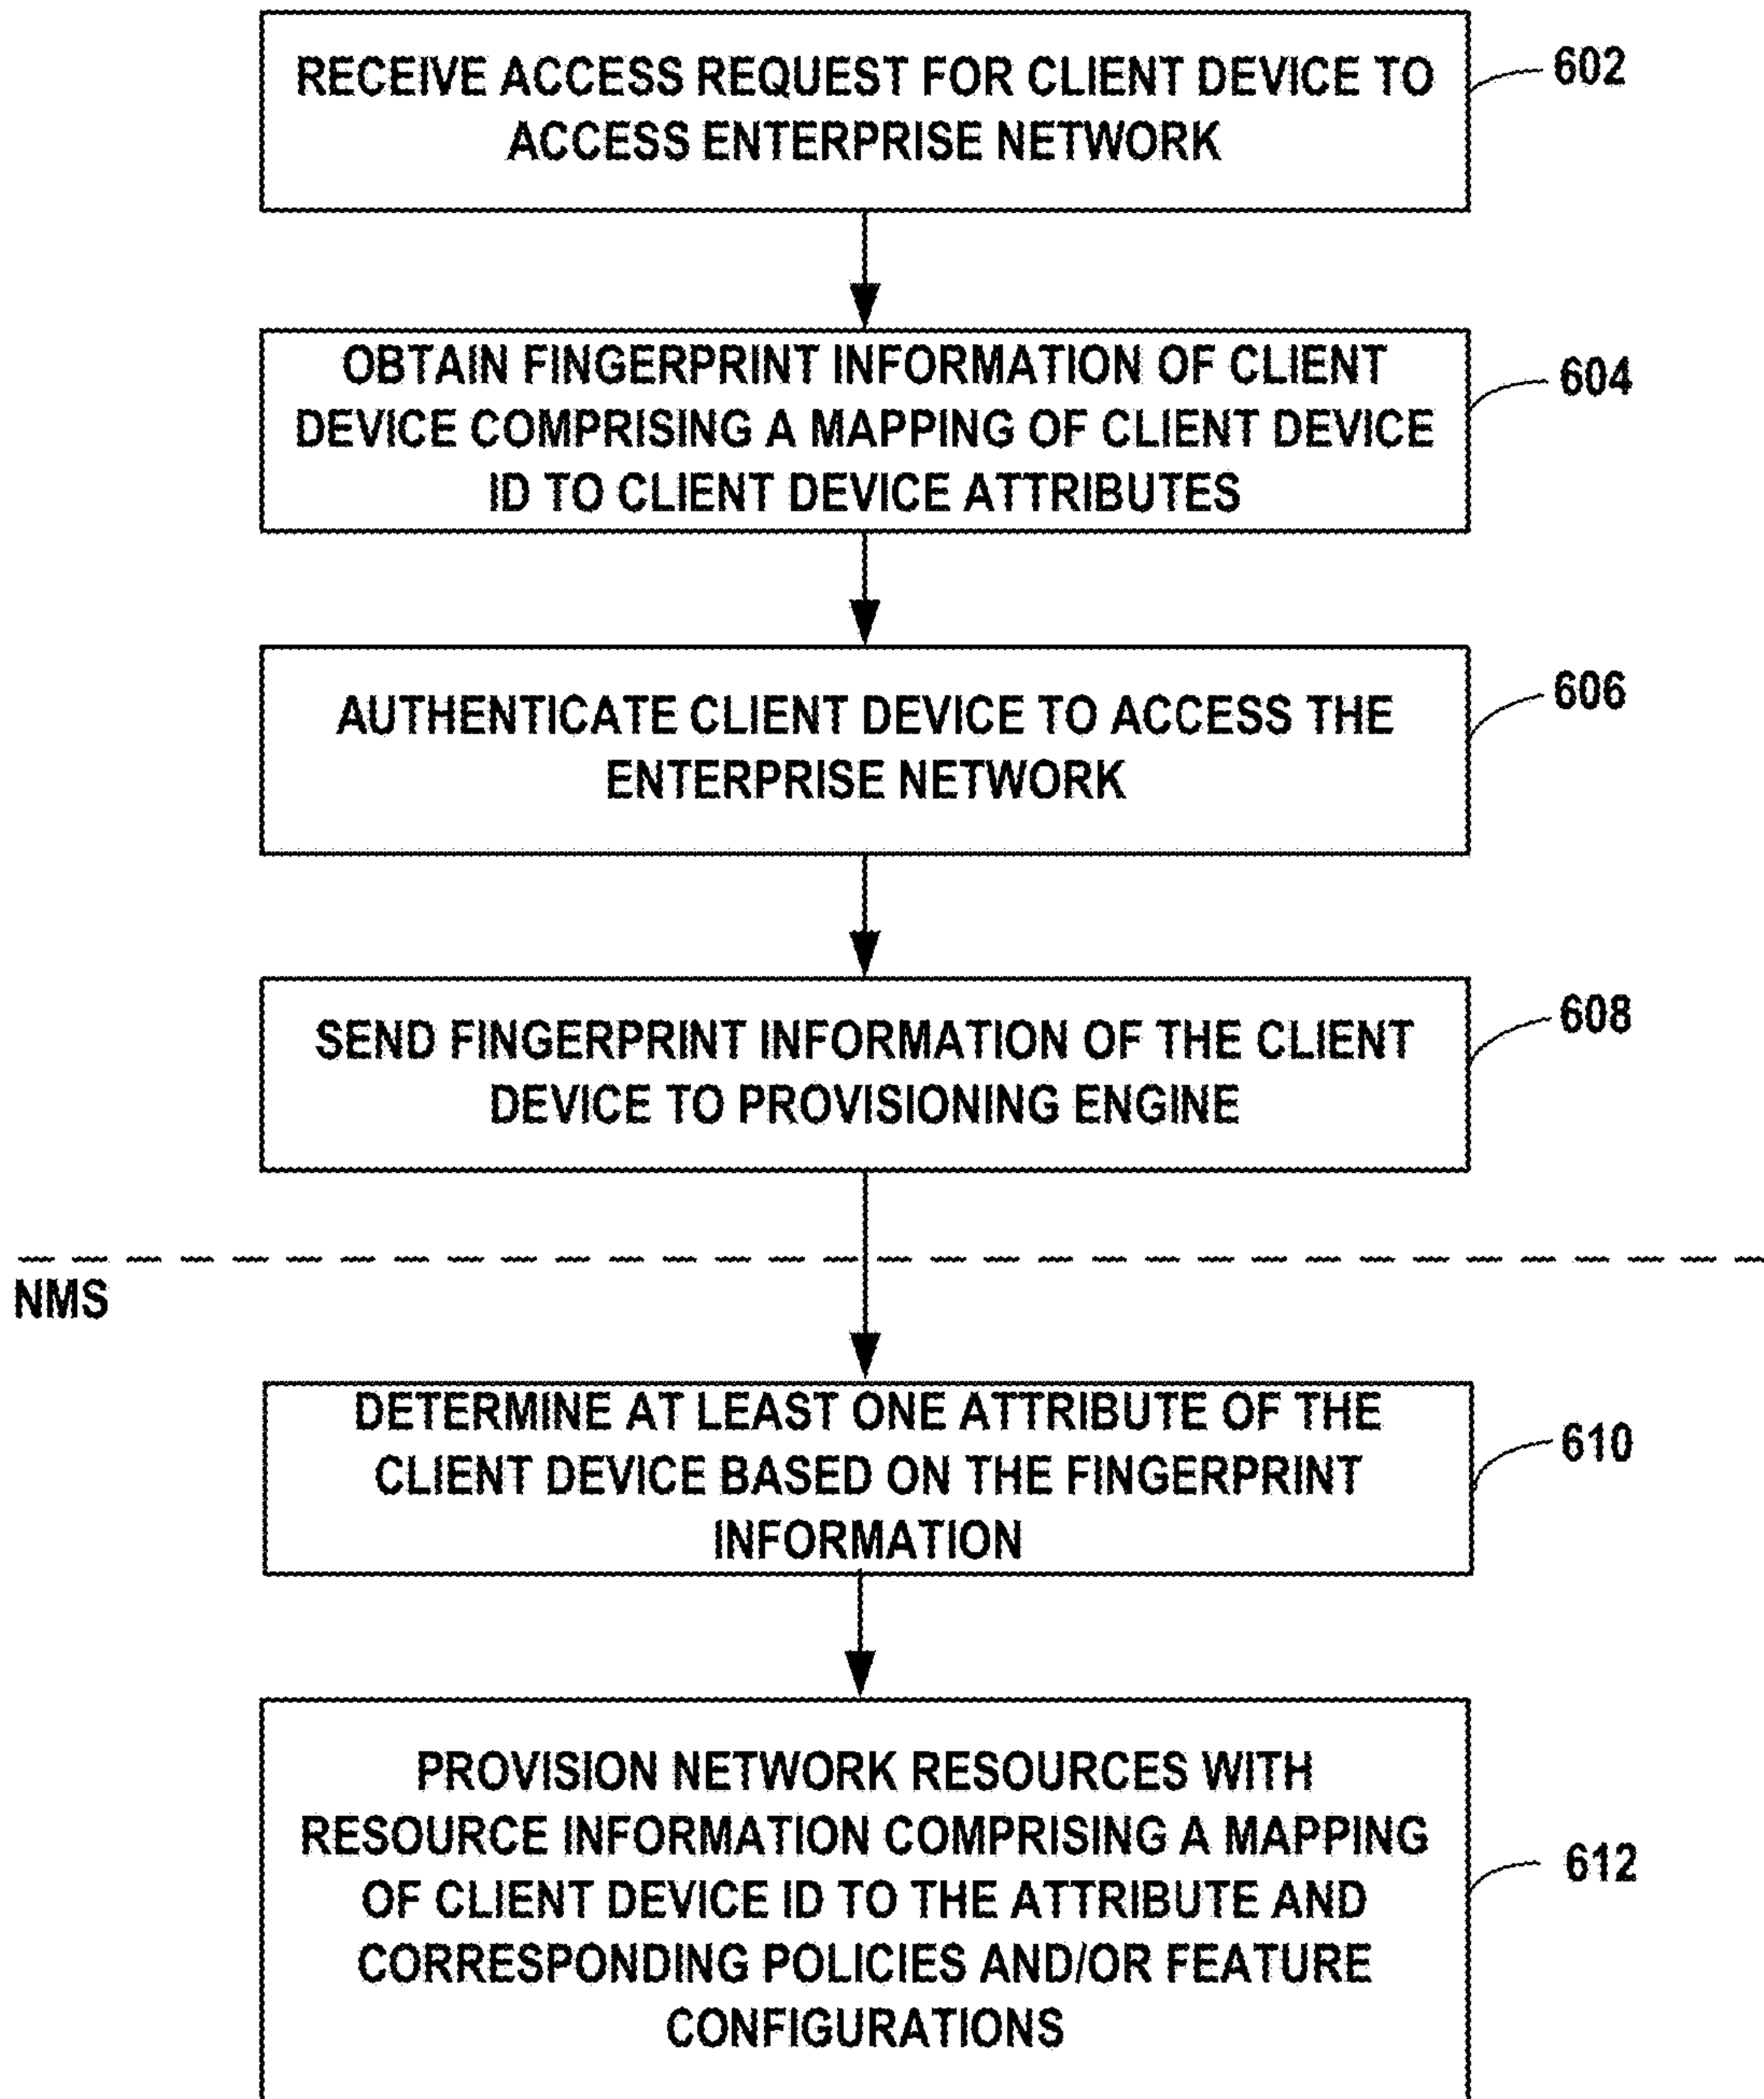 RECEIVE ACCESS REQUEST FOR CLIENT DEVICE TO
ACCESS ENTERPRISE NETWORK
602
OBTAIN FINGERPRINT INFORMATION OF CLIENT
DEVICE COMPRISING A MAPPING OF CLIENT DEVICE
ID TO CLIENT DEVICE ATTRIBUTES
604
AUTHENTICATE CLIENT DEVICE TO ACCESS THE
ENTERPRISE NETWORK
606
SEND FINGERPRINT INFORMATION OF THE CLIENT
DEVICE TO PROVISIONING ENGINE
608
NMS
DETERMINE AT LEAST ONE ATTRIBUTE OF THE
CLIENT DEVICE BASED ON THE FINGERPRINT
INFORMATION
610
PROVISION NETWORK RESOURCES WITH
RESOURCE INFORMATION COMPRISING A MAPPING
OF CLIENT DEVICE ID TO THE ATTRIBUTE AND
CORRESPONDING POLICIES AND/OR FEATURE
CONFIGURATIONS
612